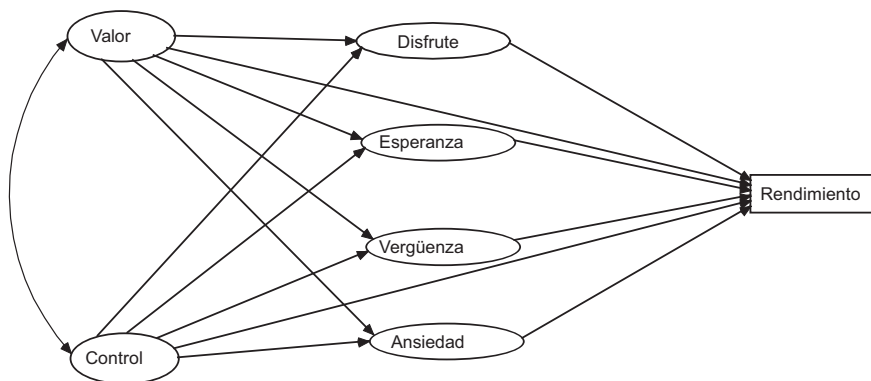 Valor
Disfrute
Esperanza
Rendimiento
Vergüenza
Control
Ansiedad